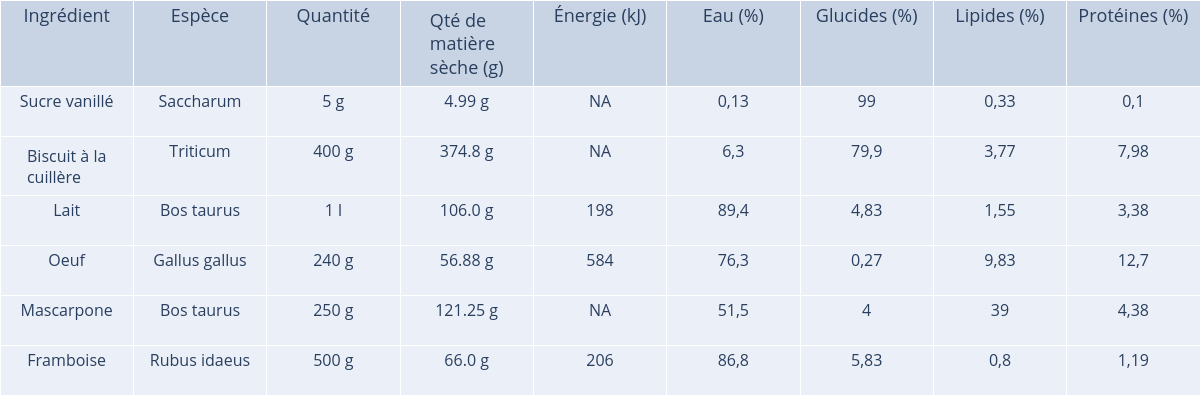 Ingrédient Espèce Quantité Qté de matière sèche (g) Énergie (kJ) Eau (%) Glucides (%) Lipides (%) Protéines (%)
Sucre vanillé Saccharum 5 g 4.99 g NA 0,13 99 0,33 0,1
Biscuit à la cuillère Triticum 400 g 374.8 g NA 6,3 79,9 3,77 7,98
Lait Bos taurus 1 l 106.0 g 198 89,4 4,83 1,55 3,38
Oeuf Gallus gallus 240 g 56.88 g 584 76,3 0,27 9,83 12,7
Mascarpone Bos taurus 250 g 121.25 g NA 51,5 4 39 4,38
Framboise Rubus idaeus 500 g 66.0 g 206 86,8 5,83 0,8 1,19